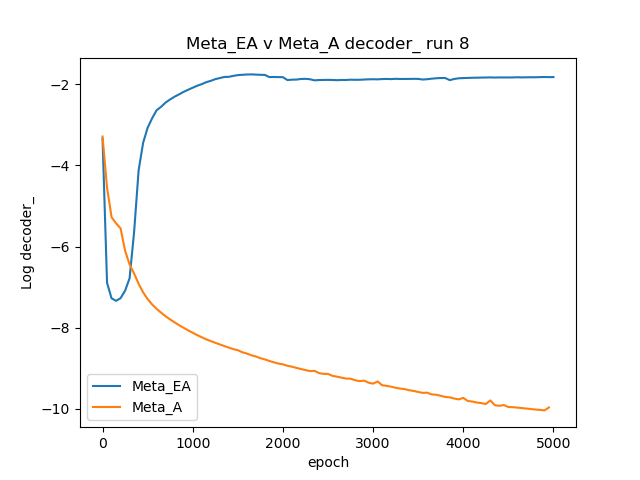 Meta_EA v Meta_A decoder_ run 8
Log decoder_
−2
−4
−6
−8
−10
Meta_EA
Meta_A
0
1000
2000
3000
4000
5000
epoch